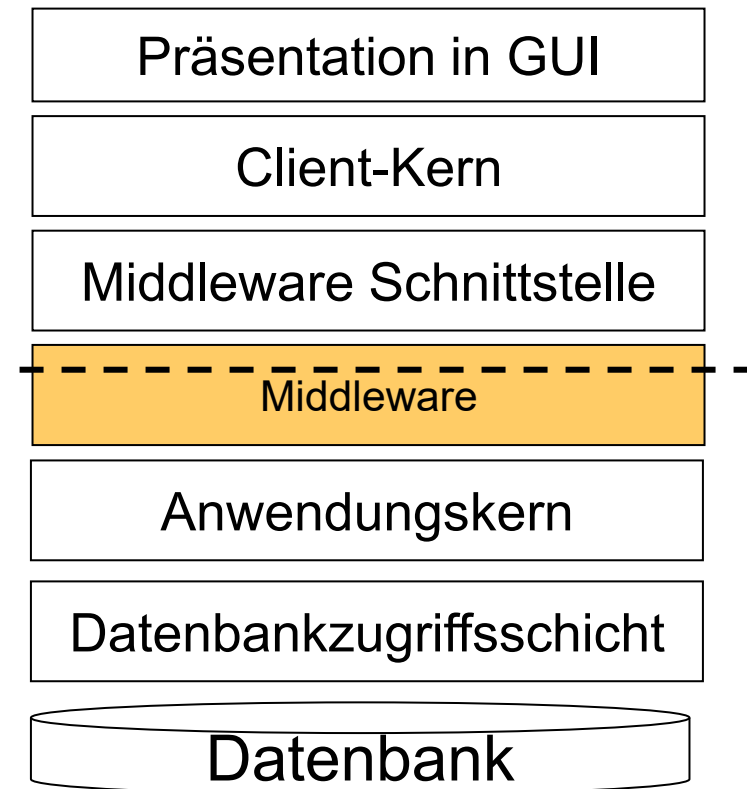 Präsentation in GUI
Client-Kern
Middleware Schnittstelle
Middleware
Anwendungskern
Datenbankzugriffsschicht
Datenbank